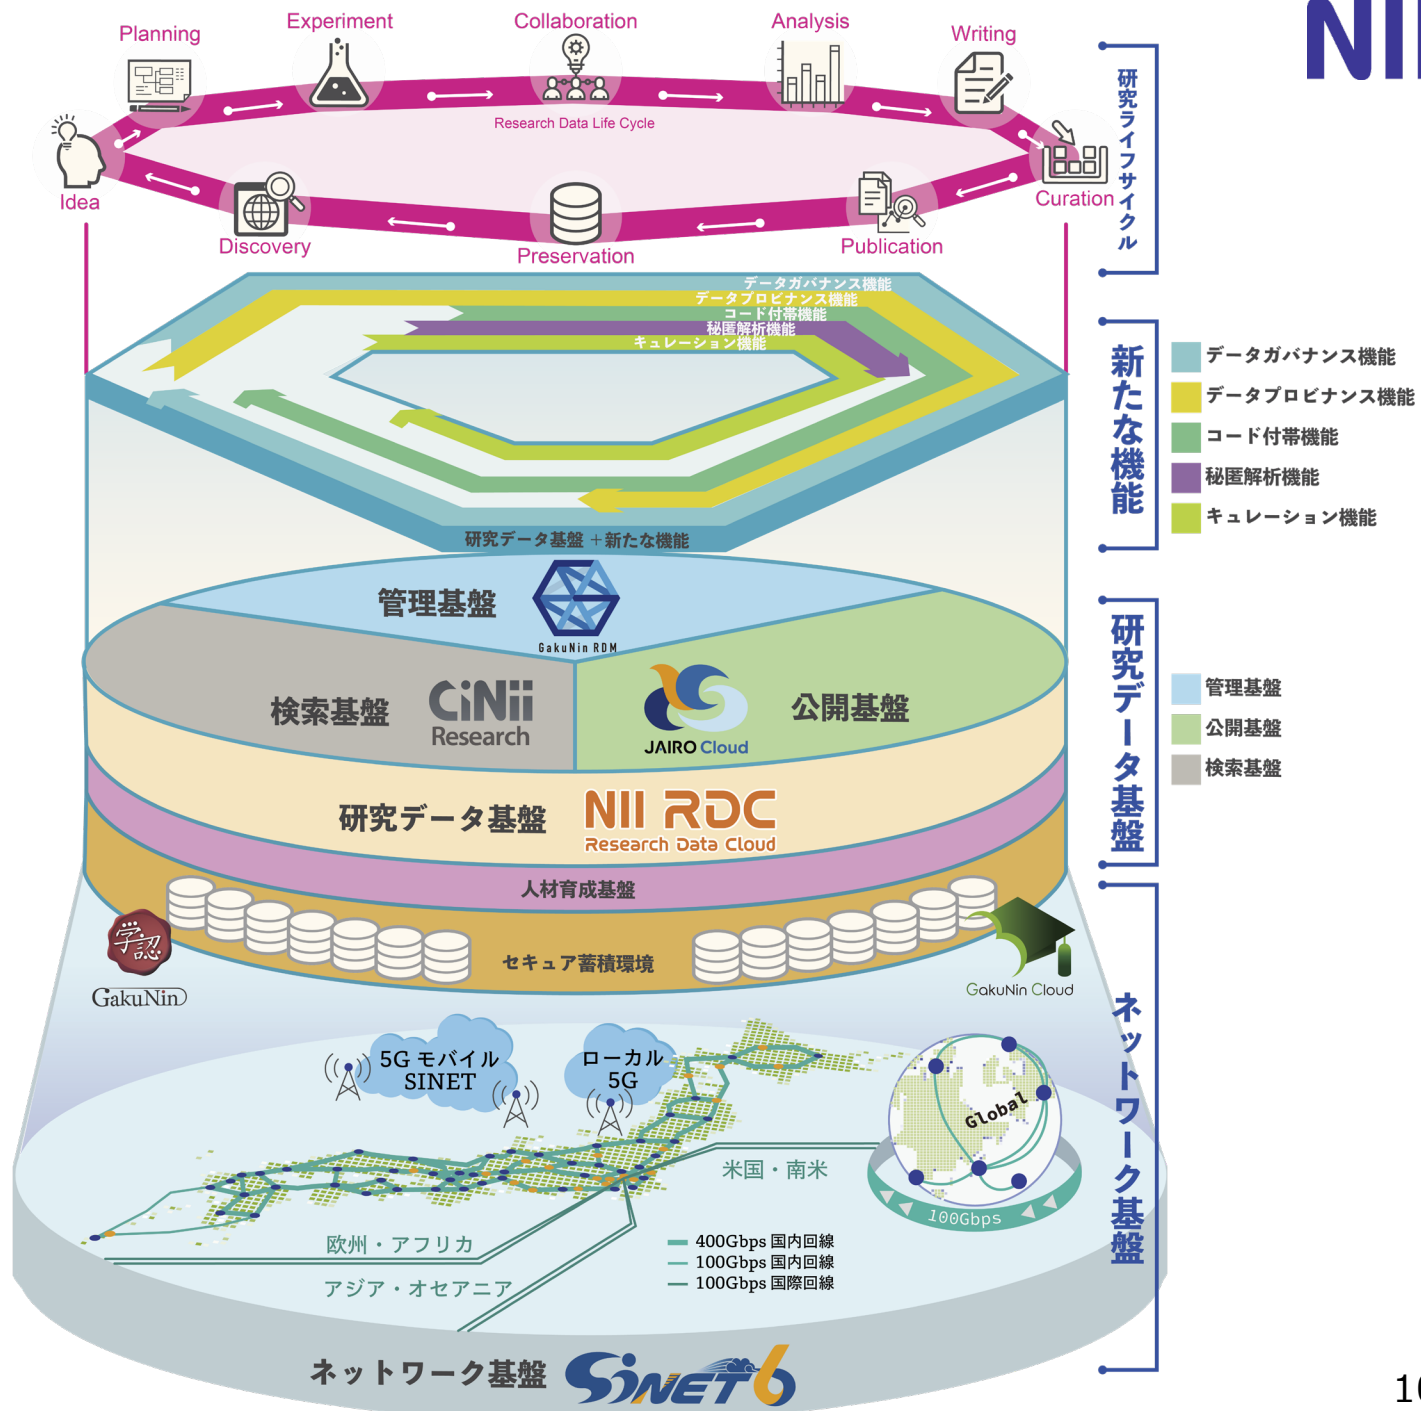 NII
Planning
Experiment
Collaboration
Analysis
Writing
Research Data Life Cycle
Idea
Curation
Discovery
Preservation
Publication
研究ライフサイクル
データガバナンス機能
データプロビナンス機能
コード付帯機能
秘匿解析機能
キュレーション機能
研究データ基盤+新たな機能
新たな機能
データガバナンス機能
データプロビナンス機能
コード付帯機能
秘匿解析機能
キュレーション機能
管理基盤
GakuNin RDM
検索基盤
CiNii
Research
JAIRO Cloud
公開基盤
研究データ基盤
NII RDC
Research Data Cloud
研究データ基盤
管理基盤
公開基盤
検索基盤
人材育成基盤
セキュア蓄積環境
学認
GakuNin
GakuNin Cloud
5G モバイル
SINET
ローカル
5G
Global
100Gbps
米国・南米
欧州・アフリカ
アジア・オセアニア
400Gbps 国内回線
100Gbps 国内回線
100Gbps 国際回線
ネットワーク基盤
SINET6
ネットワーク基盤